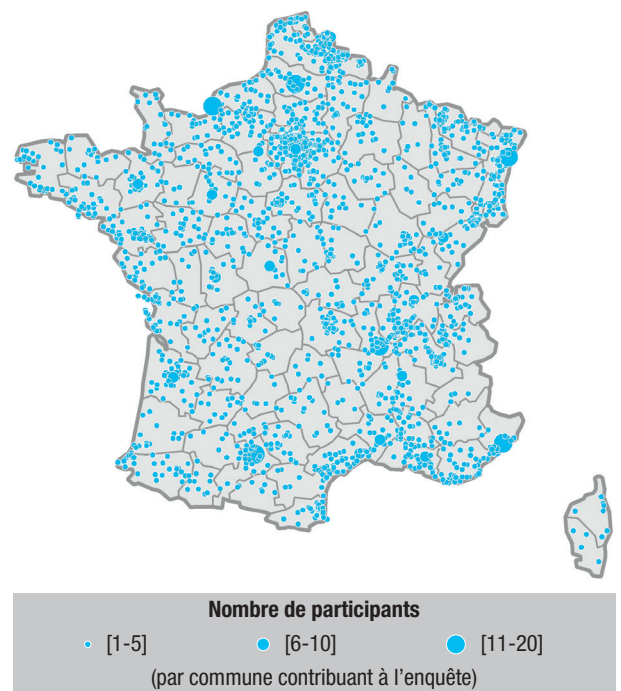 Nombre de participants
[1-5] [6-10] [11-20]
(par commune contribuant à l'enquête)